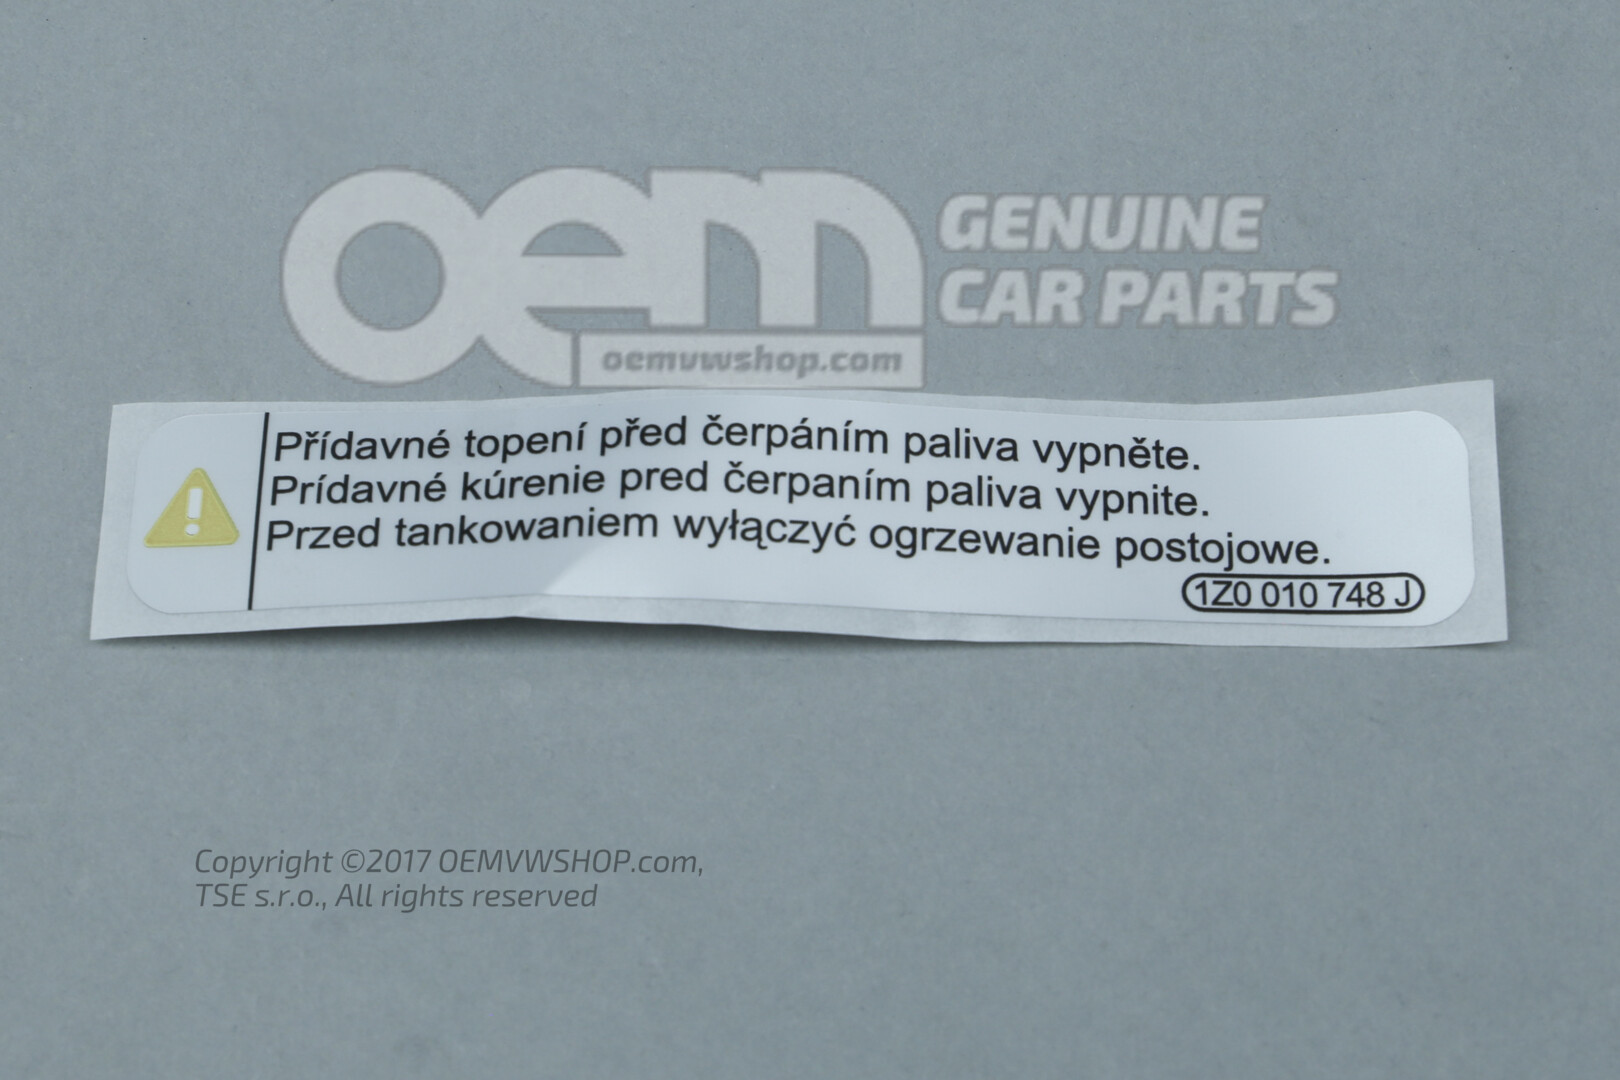 oem
GENUINE
CAR PARTS
oemvwshop.com
Přídavné topení před čerpáním paliva vypněte.
Prídavné kúrenie pred čerpaním paliva vypnite.
Przed tankowaniem wyłączyć ogrzewanie postojowe.
1Z0 010 748 J
Copyright ©2017 OEMVWSHOP.com,
TSE s.r.o., All rights reserved